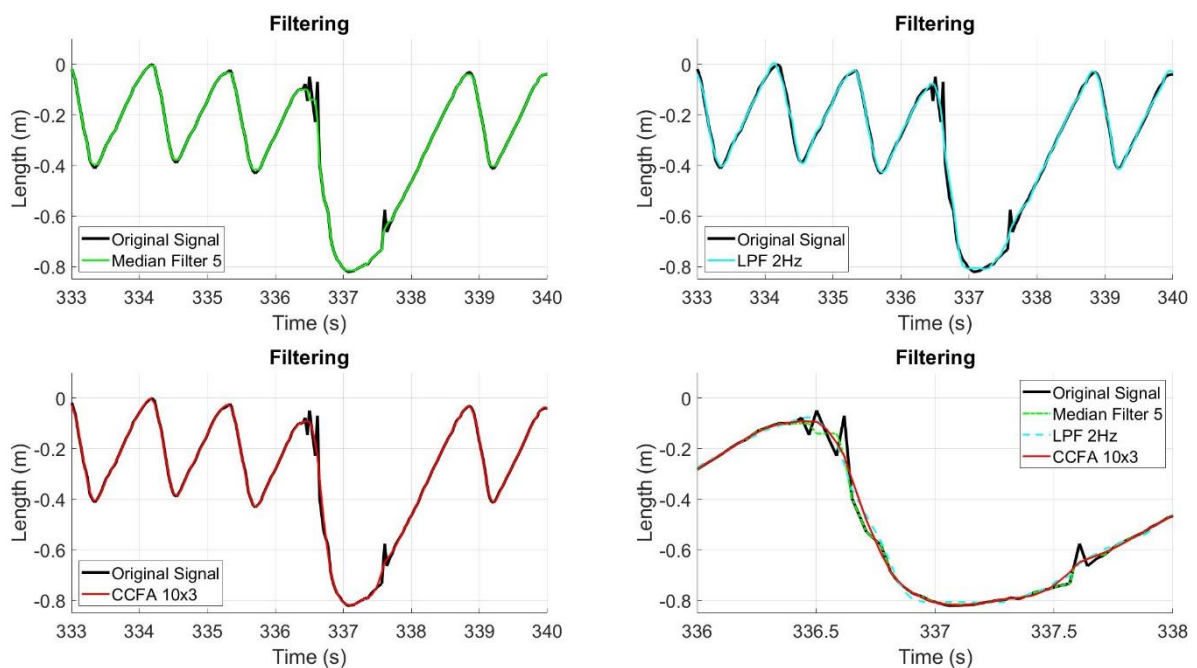 Filtering
0
-0.2
-0.4
-0.6
-0.8
Length (m)
Original Signal
Median Filter 5
333 334 335 336 337 338 339 340
Time (s)
Filtering
0
-0.2
-0.4
-0.6
-0.8
Length (m)
Original Signal
LPF 2Hz
333 334 335 336 337 338 339 340
Time (s)
Filtering
0
-0.2
-0.4
-0.6
-0.8
Length (m)
Original Signal
CCFA 10x3
333 334 335 336 337 338 339 340
Time (s)
Filtering
0
-0.2
-0.4
-0.6
-0.8
Length (m)
Original Signal
Median Filter 5
LPF 2Hz
CCFA 10x3
336 336.5 337 337.5 338
Time (s)